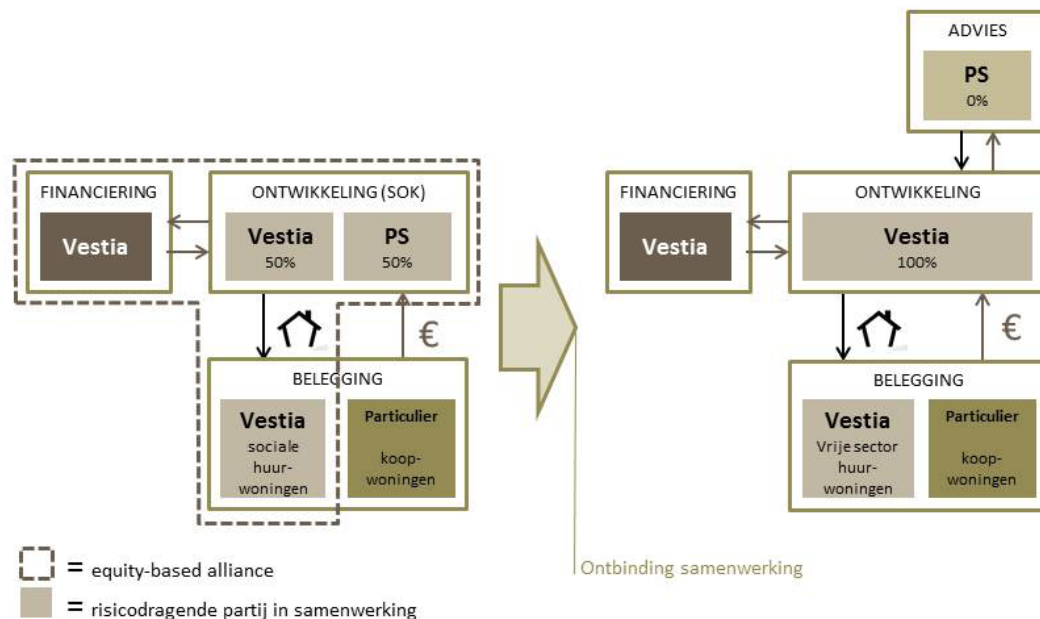 ADVIES
PS
0%
FINANCIERING
Vestia
ONTWIKKELING (SOK)
Vestia
50%
PS
50%
€
BELEGGING
Vestia
sociale
huur-
woningen
Particulier
koop-
woningen
FINANCIERING
Vestia
ONTWIKKELING
Vestia
100%
€
BELEGGING
Vestia
Vrije sector
huur-
woningen
Particulier
koop-
woningen
Ontbinding samenwerking
= equity-based alliance
= risicodragende partij in samenwerking